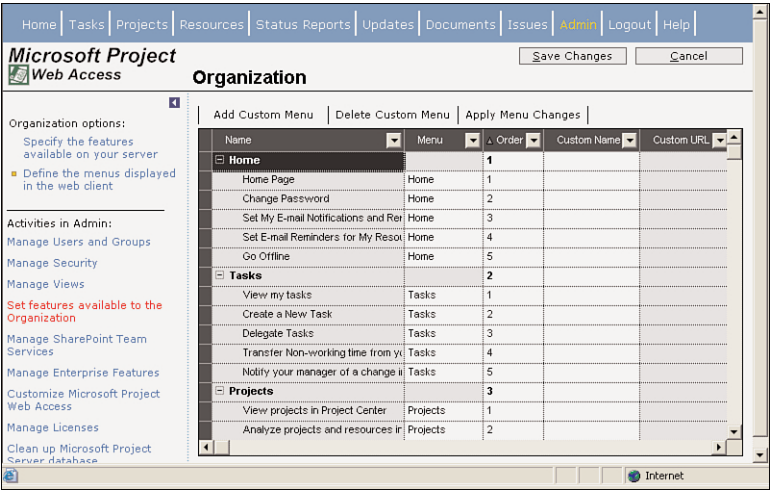 Home Tasks Projects Resources Status Reports Updates Documents Issues Admin Logout Help
Microsoft Project
Web Access
Organization
Save Changes
Cancel
Organization options:
Specify the features
available on your server
Define the menus displayed
in the web client
Activities in Admin:
Manage Users and Groups
Manage Security
Manage Views
Set features available to the
Organization
Manage SharePoint Team
Services
Manage Enterprise Features
Customize Microsoft Project
Web Access
Manage Licenses
Clean up Microsoft Project
Server database
Add Custom Menu Delete Custom Menu Apply Menu Changes
Name Menu Order Custom Name Custom URL
Home 1
Home Page Home 1
Change Password Home 2
Set My E-mail Notifications and Rer Home 3
Set E-mail Reminders for My Resou Home 4
Go Offline Home 5
Tasks 2
View my tasks Tasks 1
Create a New Task Tasks 2
Delegate Tasks Tasks 3
Transfer Non-working time from yo Tasks 4
Notify your manager of a change i Tasks 5
Projects 3
View projects in Project Center Projects 1
Analyze projects and resources in Projects 2
Internet